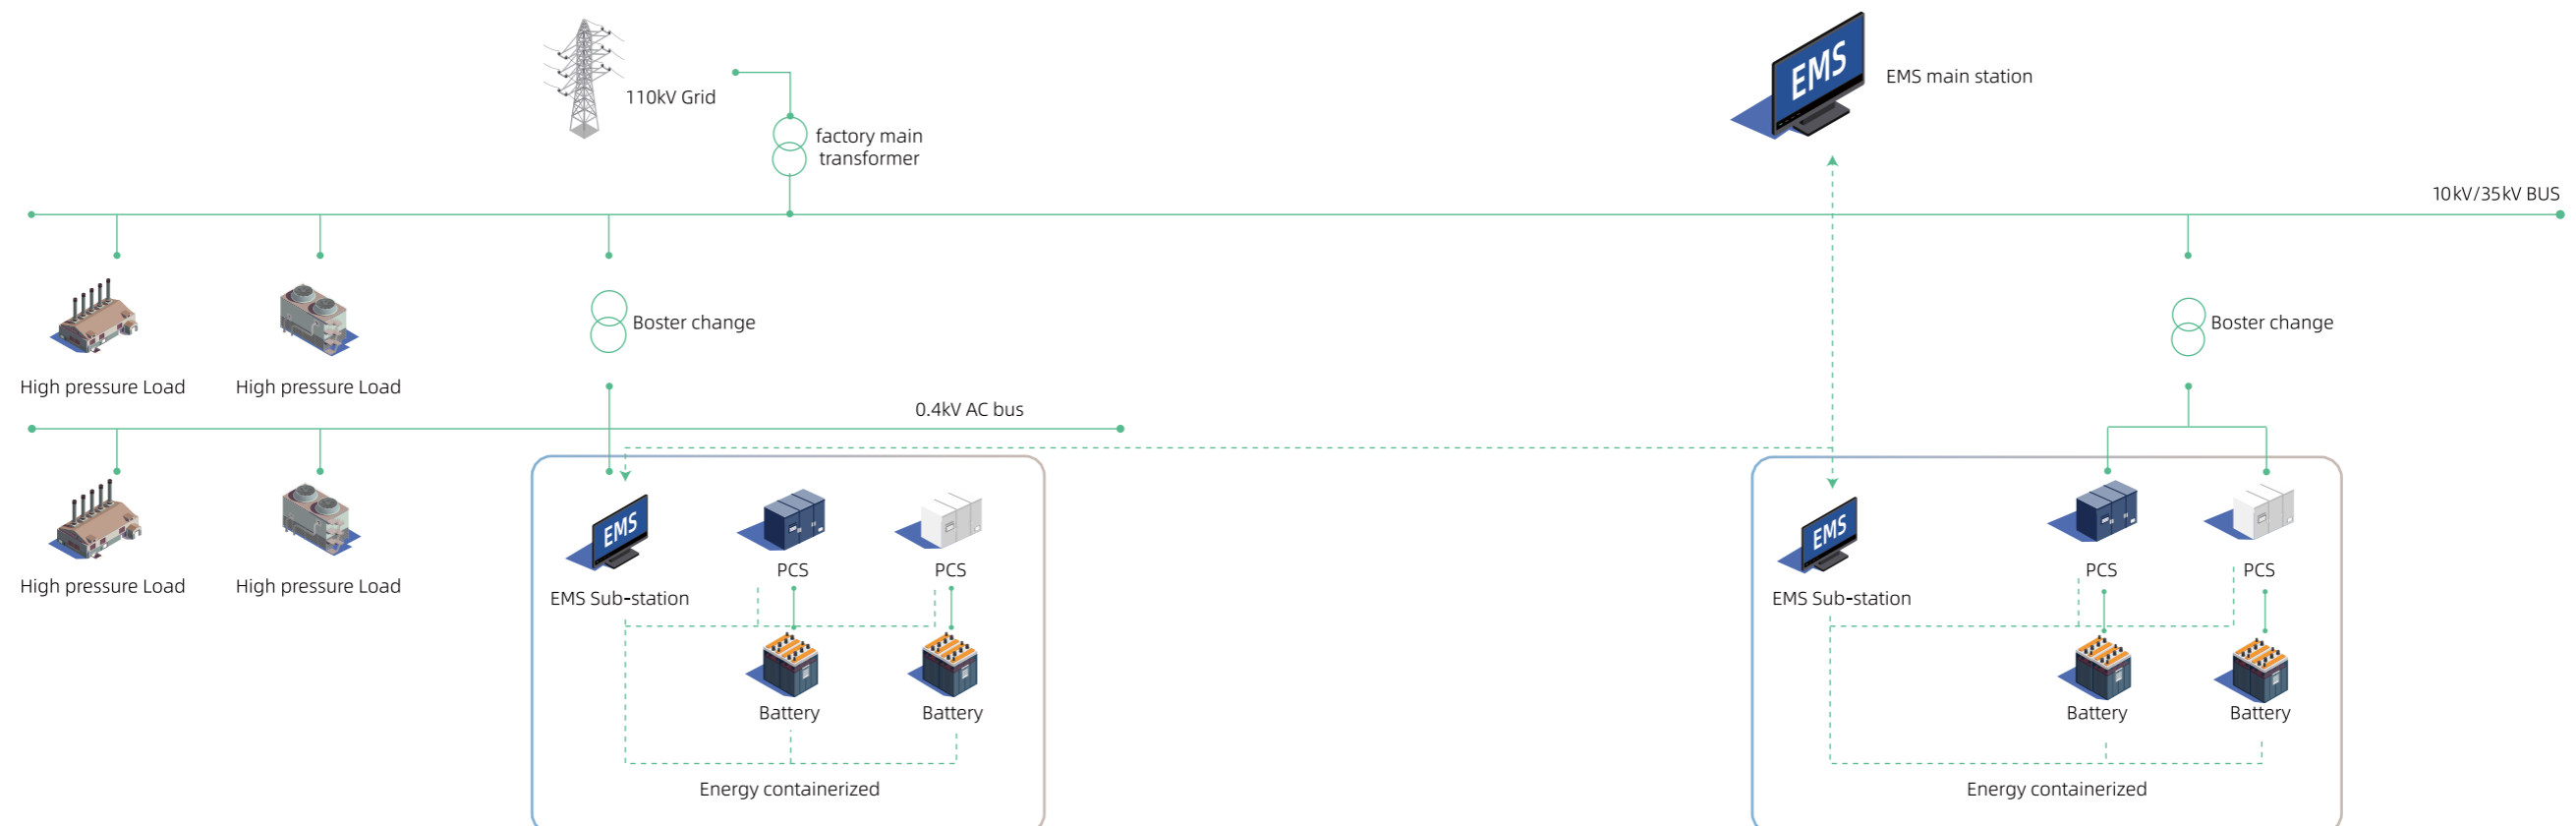 110kV Grid
EMS
EMS main station
factory main
transformer
10kV/35kV BUS
Boster change
Boster change
High pressure Load
High pressure Load
0.4kV AC bus
EMS
EMS
PCS
PCS
PCS
PCS
High pressure Load
High pressure Load
EMS Sub-station
EMS Sub-station
Battery
Battery
Battery
Battery
Energy containerized
Energy containerized